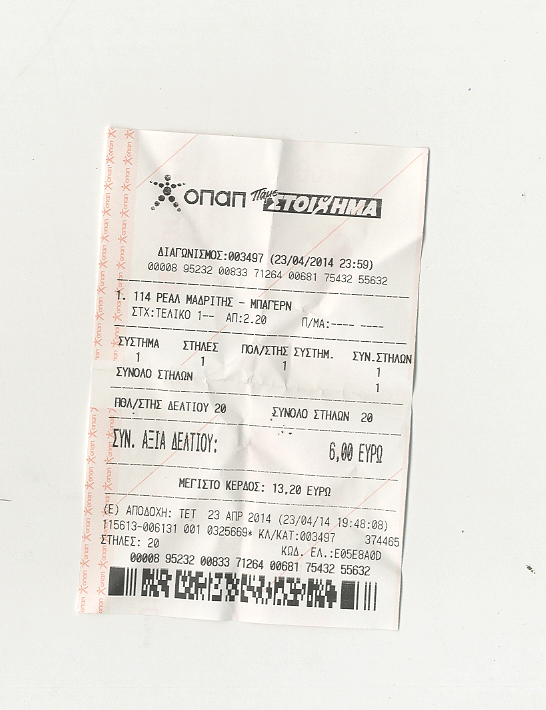 οπαπ Πάμε ΣΤΟΙΧΗΜΑ
ΔΙΑΓΩΝΙΣΜΟΣ:003497 (23/04/2014 23:59)
00008 95232 00833 71264 00681 75432 55632
1. 114 ΡΕΑΛ ΜΑΔΡΙΤΗΣ - ΜΠΑΓΕΡΝ
ΣΤΧ:ΤΕΛΙΚΟ 1-- ΑΠ:2.20 Π/ΜΑ:---- ----
ΣΥΣΤΗΜΑ ΣΤΗΛΕΣ ΠΟΛ/ΣΤΗΣ ΣΥΣΤΗΜ. ΣΥΝ.ΣΤΗΛΩΝ
1 1 1 1
ΣΥΝΟΛΟ ΣΤΗΛΩΝ 1
ΠΟΛ/ΣΤΗΣ ΔΕΛΤΙΟΥ 20 ΣΥΝΟΛΟ ΣΤΗΛΩΝ 20
ΣΥΝ. ΑΞΙΑ ΔΕΛΤΙΟΥ: 6,00 ΕΥΡΩ
ΜΕΓΙΣΤΟ ΚΕΡΔΟΣ: 13,20 ΕΥΡΩ
(Ε) ΑΠΟΔΟΧΗ: ΤΕΤ 23 ΑΠΡ 2014 (23/04/14 19:48:08)
115613-006131 001 0325669* ΚΛ/ΚΑΤ:003497 374465
ΣΤΗΛΕΣ: 20 ΚΩΔ. ΕΛ.:E05E8A0D
00008 95232 00833 71264 00681 75432 55632